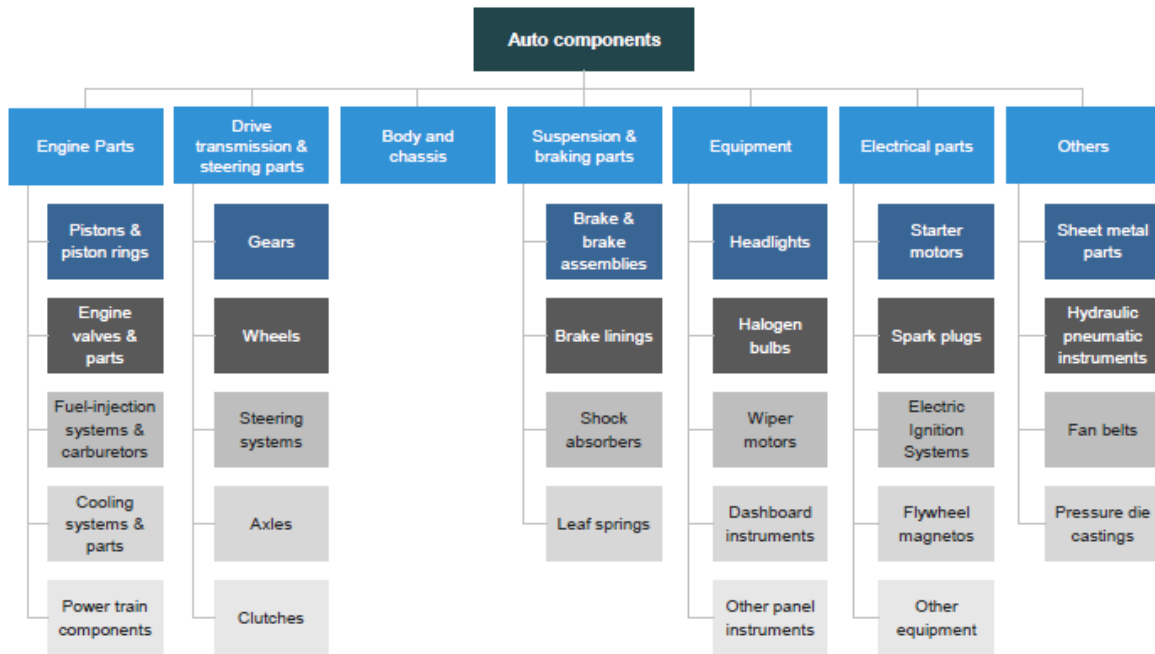 Auto components
Engine Parts
Drive
transmission &
steering parts
Body and
chassis
Suspension &
braking parts
Equipment
Electrical parts
Others
Pistons &
piston rings
Gears
Brake &
brake
assemblies
Headlights
Starter
motors
Sheet metal
parts
Engine
valves &
parts
Wheels
Brake linings
Halogen
bulbs
Spark plugs
Hydraulic
pneumatic
instruments
Fuel-injection
systems &
carburetors
Steering
systems
Shock
absorbers
Wiper
motors
Electric
Ignition
Systems
Fan belts
Cooling
systems &
parts
Axles
Leaf springs
Dashboard
instruments
Flywheel
magnetos
Pressure die
castings
Power train
components
Clutches
Other panel
instruments
Other
equipment